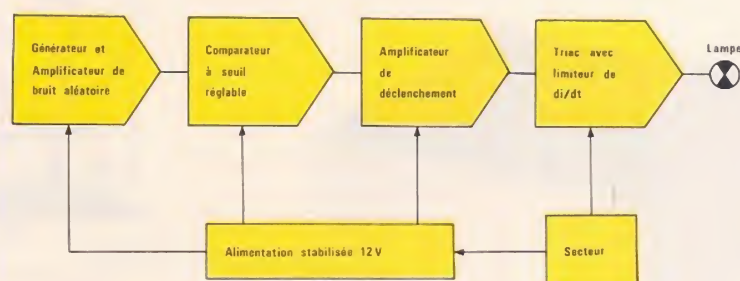 Générateur et
Amplificateur de
bruit aléatoire
Comparateur
à seuil
réglable
Amplificateur
de
déclenchement
Triac avec
limiteur de
di/dt
Lampe
Alimentation stabilisée 12 V
Secteur